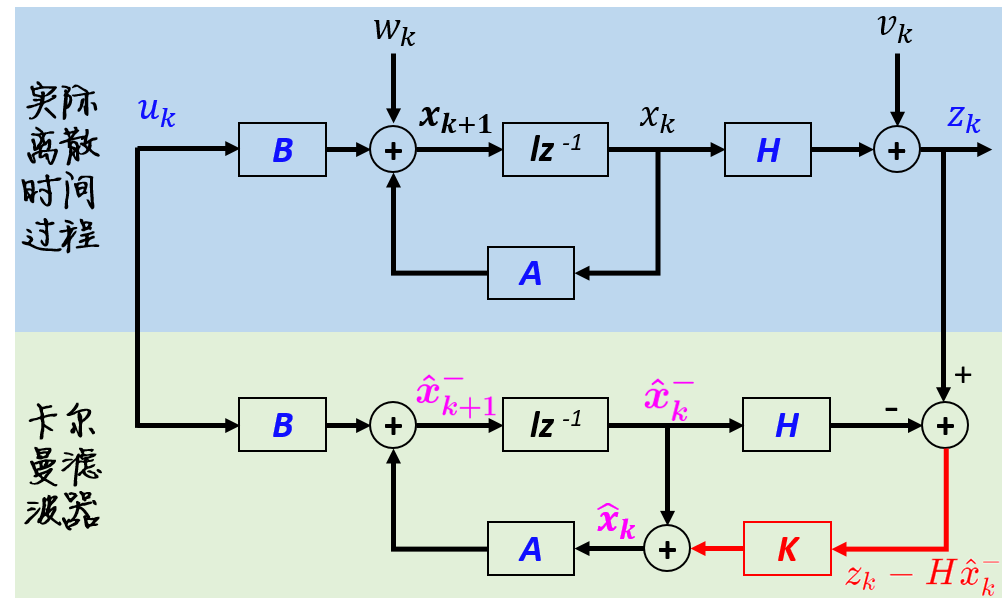 w_k
v_k
实际
离散
时间
过程
u_k
B
+
x_{k+1}
Iz^{-1}
x_k
H
+
z_k
A
卡尔
曼滤
波器
B
+
\hat{x}_{k+1}^-
Iz^{-1}
\hat{x}_k^-
H
-
+
+
A
\hat{x}_k
+
K
z_k - H\hat{x}_k^-